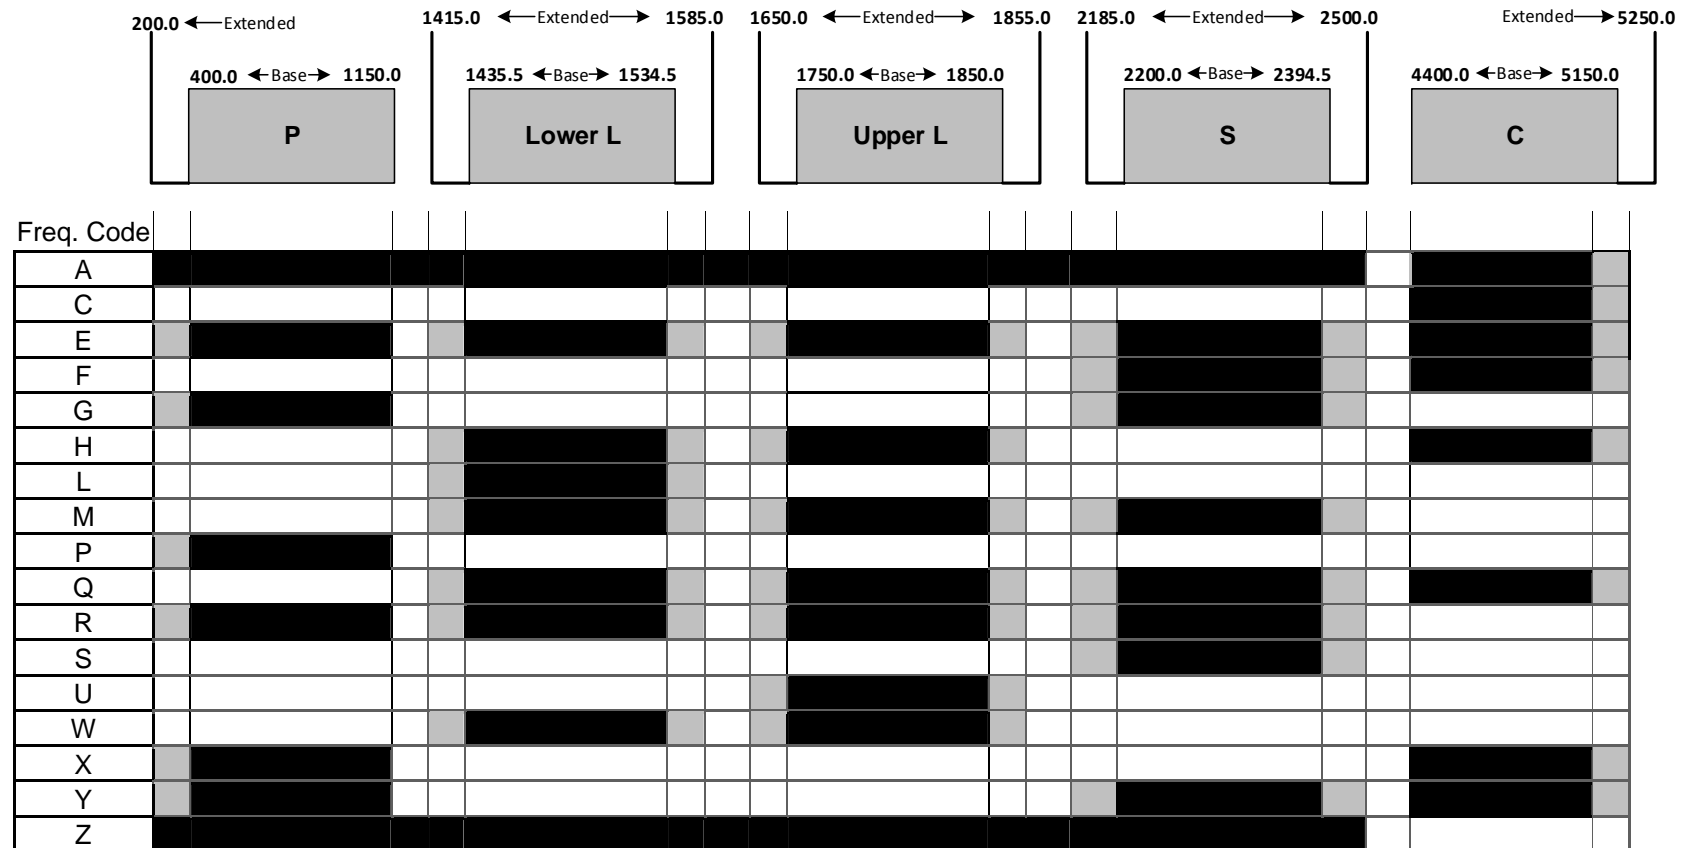 1415.0 Extended 1585.0 1650.0 Extended 1855.0 2185.0 Extended 2500.0 Extended 5250.0
200.0 Extended
400.0 Base 1150.0 1435.5 Base 1534.5 1750.0 Base 1850.0 2200.0 Base 2394.5 4400.0 Base 5150.0
P Lower L Upper L S C
Freq. Code
A
C
E
F
G
H
L
M
P
Q
R
S
U
W
X
Y
Z